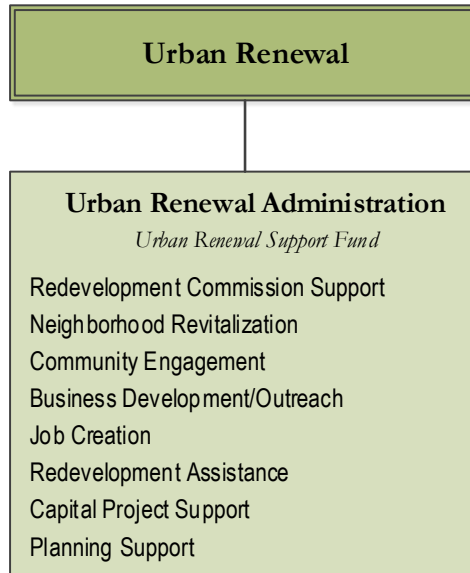 Urban Renewal
Urban Renewal Administration
Urban Renewal Support Fund
Redevelopment Commission Support
Neighborhood Revitalization
Community Engagement
Business Development/Outreach
Job Creation
Redevelopment Assistance
Capital Project Support
Planning Support